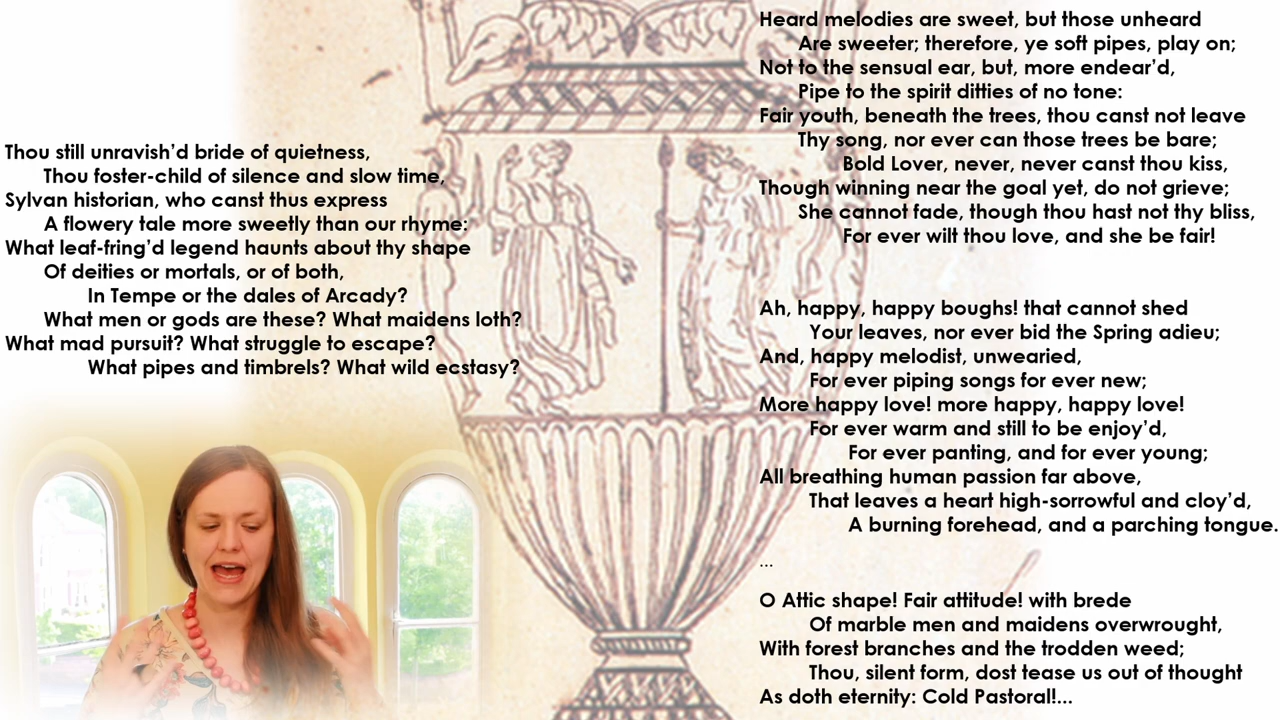 Thou still unravish'd bride of quietness,
Thou foster-child of silence and slow time,
Sylvan historian, who canst thus express
A flowery tale more sweetly than our rhyme:
What leaf-fring'd legend haunts about thy shape
Of deities or mortals, or of both,
In Tempe or the dales of Arcady?
What men or gods are these? What maidens loth?
What mad pursuit? What struggle to escape?
What pipes and timbrels? What wild ecstasy?
Heard melodies are sweet, but those unheard
Are sweeter; therefore, ye soft pipes, play on;
Not to the sensual ear, but, more endear'd,
Pipe to the spirit ditties of no tone:
Fair youth, beneath the trees, thou canst not leave
Thy song, nor ever can those trees be bare;
Bold Lover, never, never canst thou kiss,
Though winning near the goal yet, do not grieve;
She cannot fade, though thou hast not thy bliss,
For ever wilt thou love, and she be fair!
Ah, happy, happy boughs! that cannot shed
Your leaves, nor ever bid the Spring adieu;
And, happy melodist, unwearied,
For ever piping songs for ever new;
More happy love! more happy, happy love!
For ever warm and still to be enjoy'd,
For ever panting, and for ever young;
All breathing human passion far above,
That leaves a heart high-sorrowful and cloy'd,
A burning forehead, and a parching tongue.
...
O Attic shape! Fair attitude! with brede
Of marble men and maidens overwrought,
With forest branches and the trodden weed;
Thou, silent form, dost tease us out of thought
As doth eternity: Cold Pastoral!...